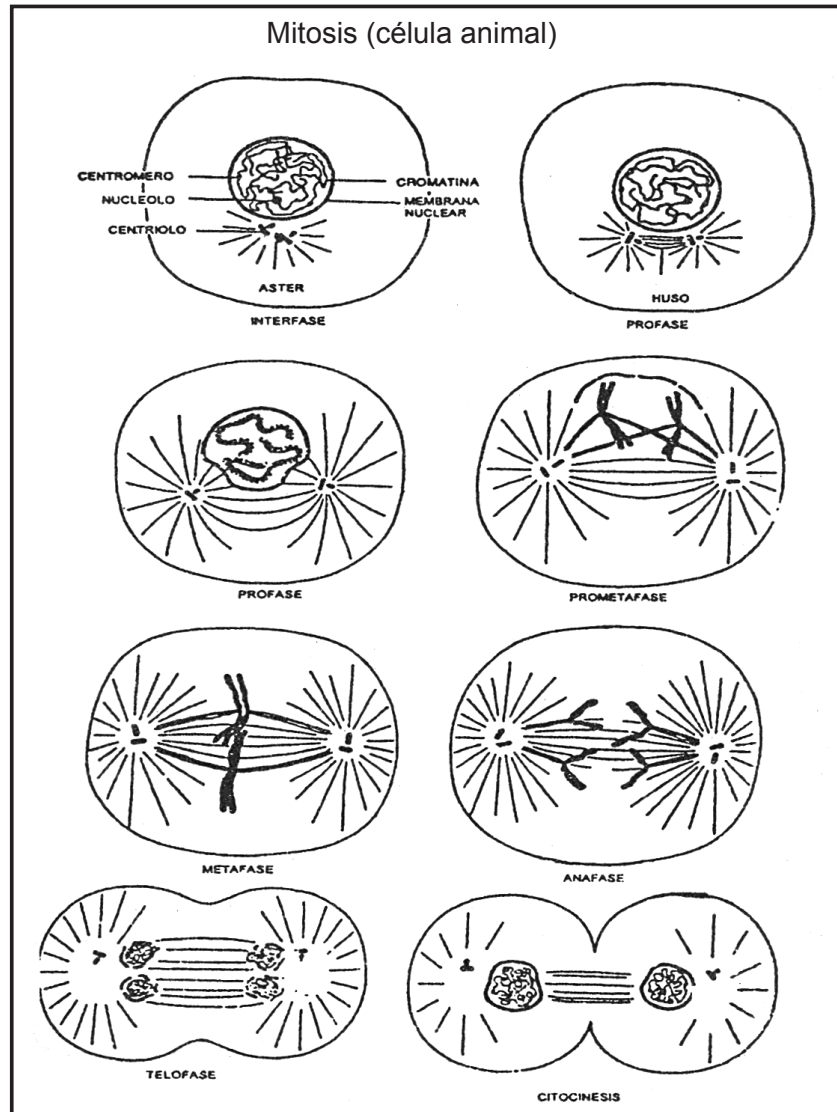 Mitosis (célula animal)
CENTROMERO
CROMATINA
NUCLEOLO
MEMBRANA
NUCLEAR
CENTRIOLO
ASTER
INTERFASE
HUSO
PROFASE
PROFASE
PROMETAFASE
METAFASE
ANAFASE
TELOFASE
CITOCINESIS